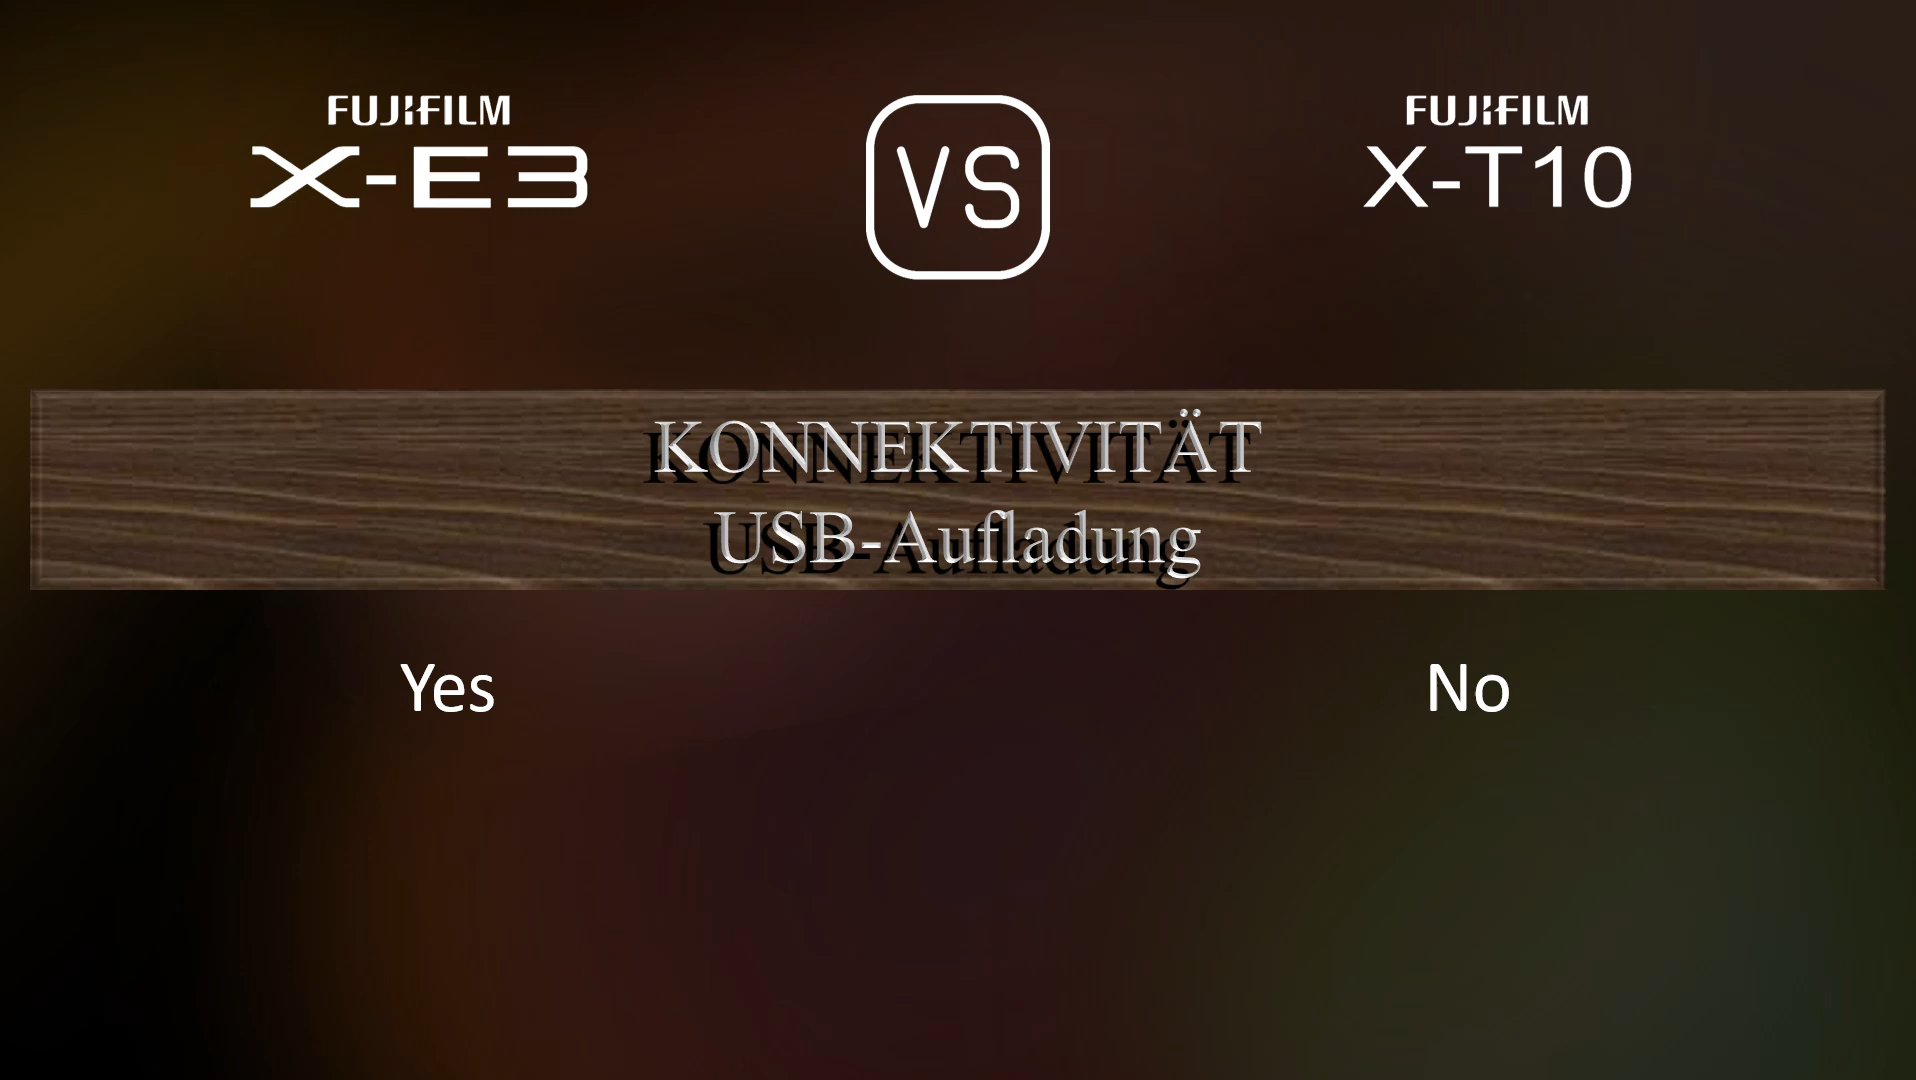 FUJIFILM
X-E3
VS
FUJIFILM
X-T10
KONNEKTIVITÄT
USB-Aufladung
Yes
No